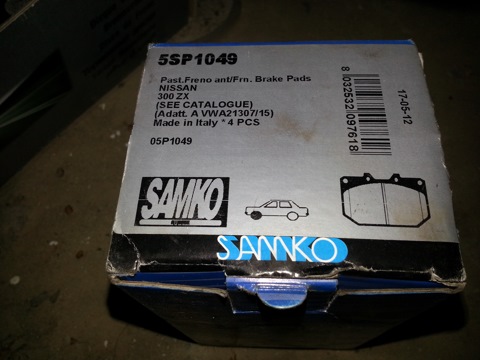 5SP1049
Past.Freno ant/Frn. Brake Pads
NISSAN
300 ZX
(SEE CATALOGUE)
(Adatt. A VWA21307/15)
Made in Italy * 4 PCS
05P1049
8 032532 097618
17-05-12
SAMKO
SAMKO